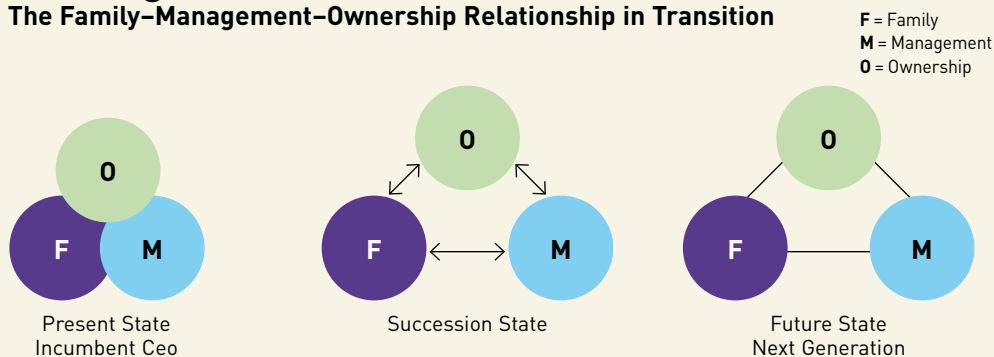 The Family–Management–Ownership Relationship in Transition
F = Family
M = Management
O = Ownership
O
F
M
Present State
Incumbent Ceo
O
F
M
Succession State
O
F
M
Future State
Next Generation